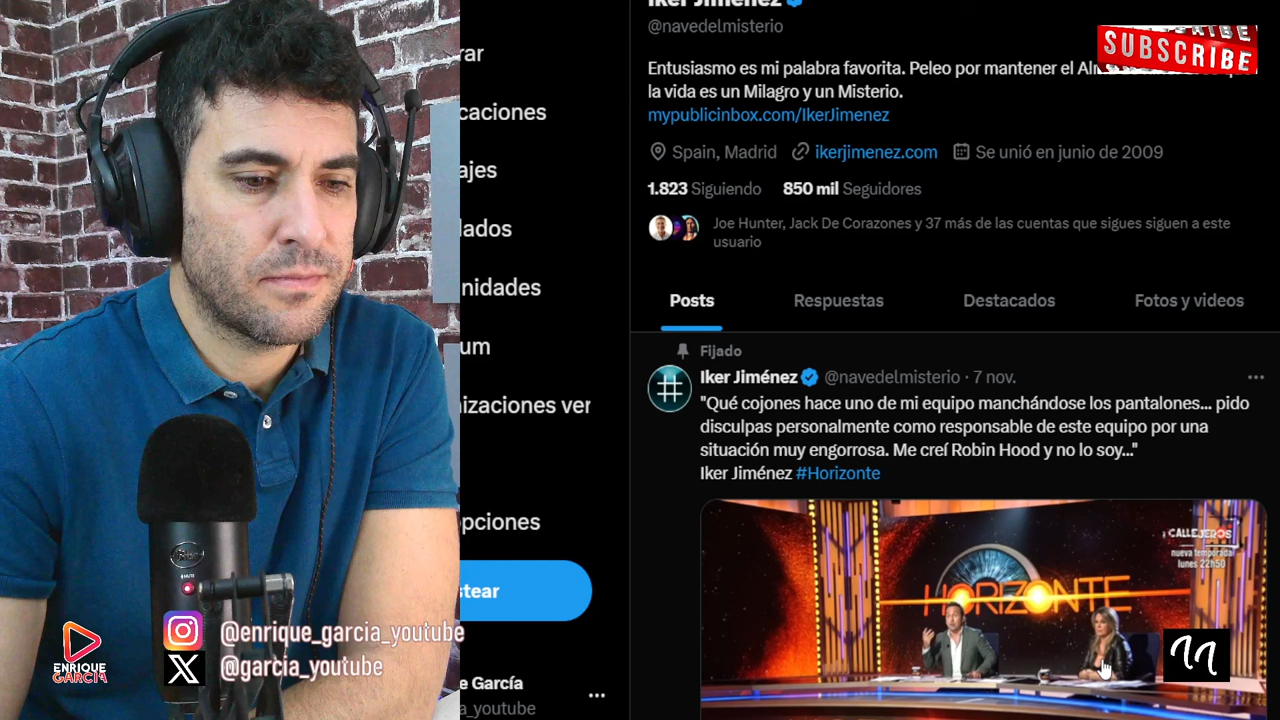 Iker Jiménez
@navedelmisterio
Entusiasmo es mi palabra favorita. Peleo por mantener el
la vida es un Milagro y un Misterio.
mypublicinbox.com/IkerJimenez
Spain, Madrid ikerjimenez.com Se unió en junio de 2009
1.823 Siguiendo 850 mil Seguidores
Joe Hunter, Jack De Corazones y 37 más de las cuentas que sigues siguen a este
usuario
Posts Respuestas Destacados Fotos y videos
Fijado
Iker Jiménez @navedelmisterio · 7 nov.
"Qué cojones hace uno de mi equipo manchándose los pantalones... pido
disculpas personalmente como responsable de este equipo por una
situación muy engorrosa. Me creí Robin Hood y no lo soy..."
Iker Jiménez #Horizonte
CALLEJEROS
nueva temporada
lunes 22h50
HORIZONTE
SUBSCRIBE
rar
caciones
ajes
lados
nidades
um
izaciones ver
pciones
stear
e García
a_youtube
@enrique_garcia_youtube
@garcia_youtube
ENRIQUE
GARCIA